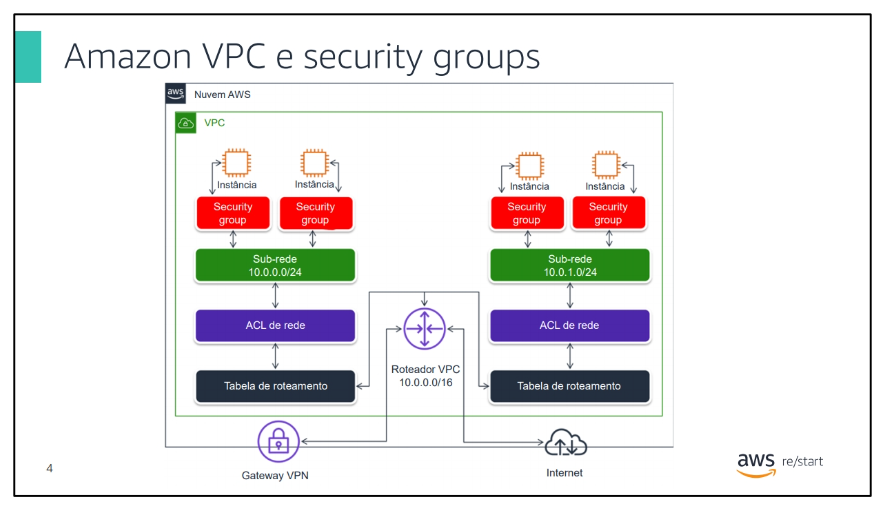 Amazon VPC e security groups
aws
Nuvem AWS
VPC
Instância
Instância
Instância
Instância
Security
group
Security
group
Security
group
Security
group
Sub-rede
10.0.0.0/24
Sub-rede
10.0.1.0/24
ACL de rede
ACL de rede
Roteador VPC
10.0.0.0/16
Tabela de roteamento
Tabela de roteamento
Gateway VPN
Internet
4
aws re/start